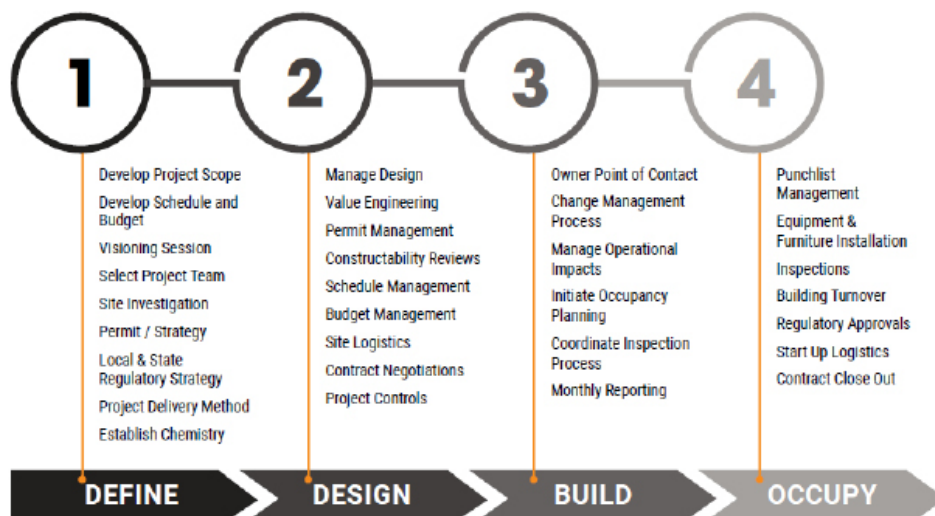 1
2
3
4
Develop Project Scope
Develop Schedule and
Budget
Visioning Session
Select Project Team
Site Investigation
Permit / Strategy
Local & State
Regulatory Strategy
Project Delivery Method
Establish Chemistry
Manage Design
Value Engineering
Permit Management
Constructability Reviews
Schedule Management
Budget Management
Site Logistics
Contract Negotiations
Project Controls
Owner Point of Contact
Change Management
Process
Manage Operational
Impacts
Initiate Occupancy
Planning
Coordinate Inspection
Process
Monthly Reporting
Punchlist
Management
Equipment &
Furniture Installation
Inspections
Building Turnover
Regulatory Approvals
Start Up Logistics
Contract Close Out
DEFINE
DESIGN
BUILD
OCCUPY